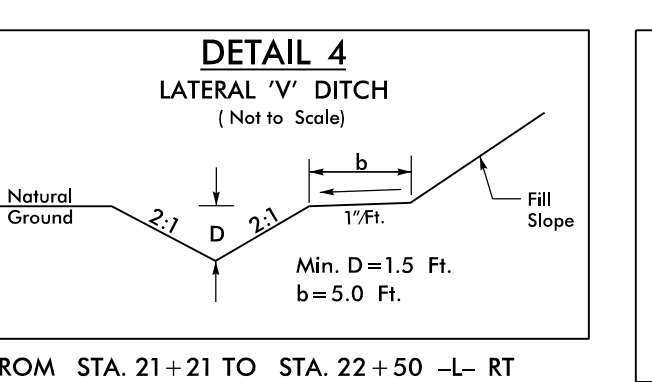 DETAIL 4
LATERAL 'V' DITCH
( Not to Scale)
b
Natural
Ground
2:1
D
2:1
1"/Ft.
Fill
Slope
Min. D=1.5 Ft.
b=5.0 Ft.
STA. 21+21 TO STA. 22+50 -L- RT